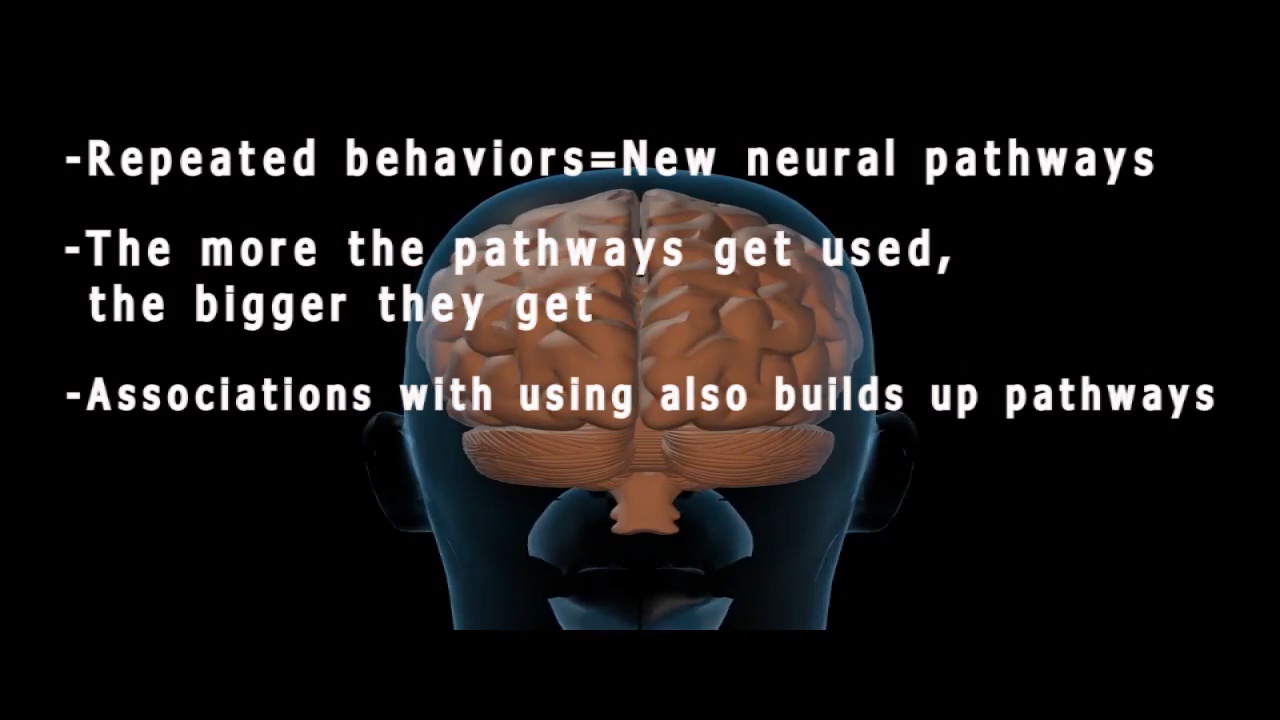 -Repeated behaviors=New neural pathways
-The more the pathways get used,
the bigger they get
-Associations with using also builds up pathways